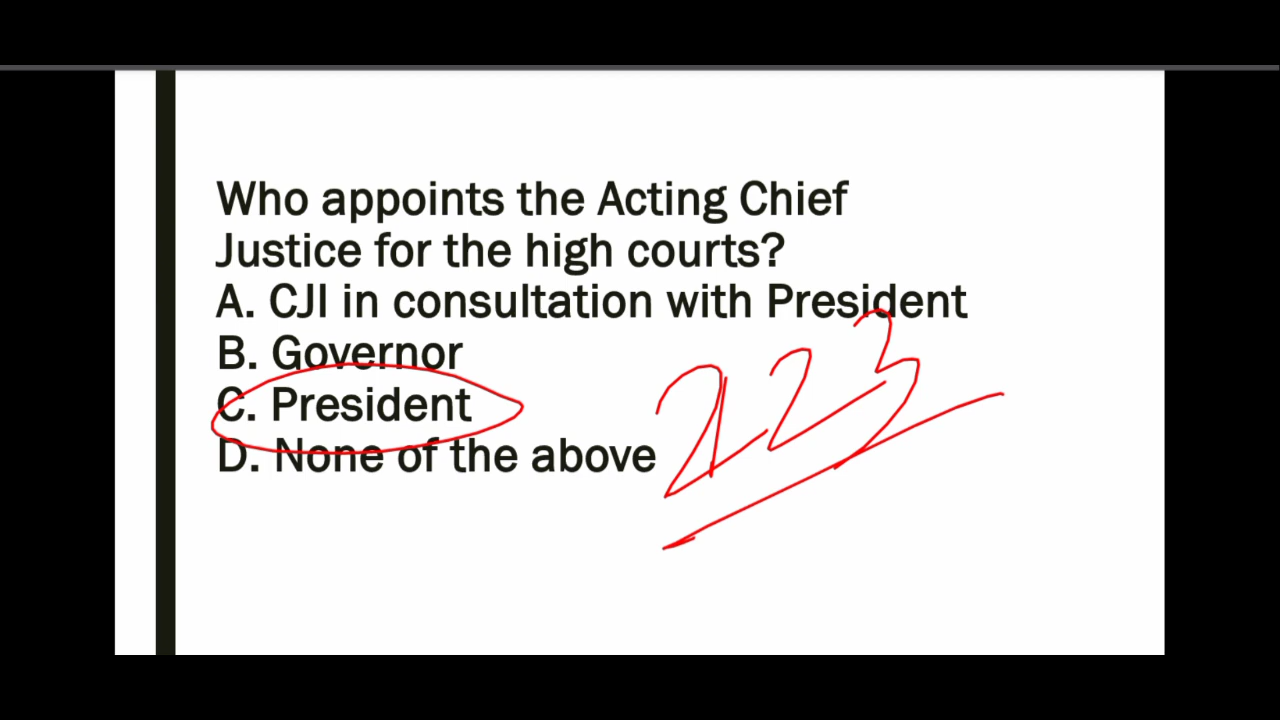 Who appoints the Acting Chief
Justice for the high courts?
A. CJI in consultation with President
B. Governor
C. President
D. None of the above
223